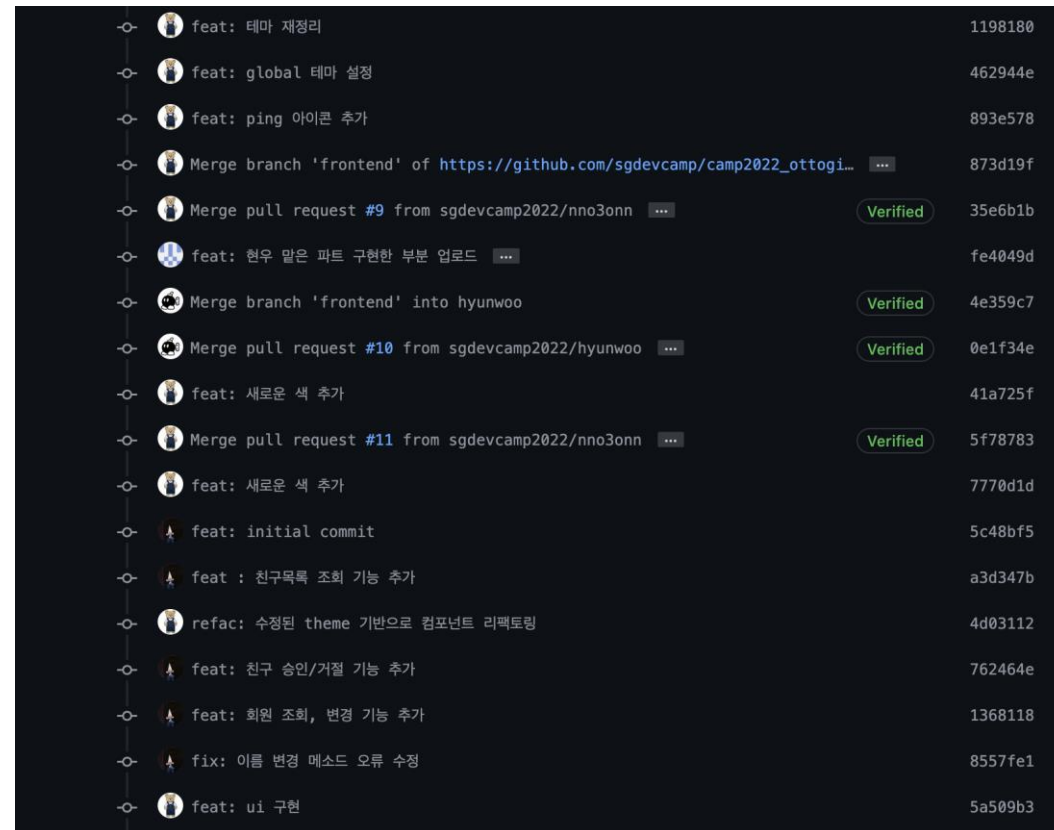 feat: 테마 재정리 1198180
feat: global 테마 설정 462944e
feat: ping 아이콘 추가 893e578
Merge branch 'frontend' of https://github.com/sgdevcamp/camp2022_ottogi… ... 873d19f
Merge pull request #9 from sgdevcamp2022/nno3onn ... Verified 35e6b1b
feat: 현우 맡은 파트 구현한 부분 업로드 ... fe4049d
Merge branch 'frontend' into hyunwoo Verified 4e359c7
Merge pull request #10 from sgdevcamp2022/hyunwoo ... Verified 0e1f34e
feat: 새로운 색 추가 41a725f
Merge pull request #11 from sgdevcamp2022/nno3onn ... Verified 5f78783
feat: 새로운 색 추가 7770d1d
feat: initial commit 5c48bf5
feat : 친구목록 조회 기능 추가 a3d347b
refac: 수정된 theme 기반으로 컴포넌트 리팩토링 4d03112
feat: 친구 승인/거절 기능 추가 762464e
feat: 회원 조회, 변경 기능 추가 1368118
fix: 이름 변경 메소드 오류 수정 8557fe1
feat: ui 구현 5a509b3